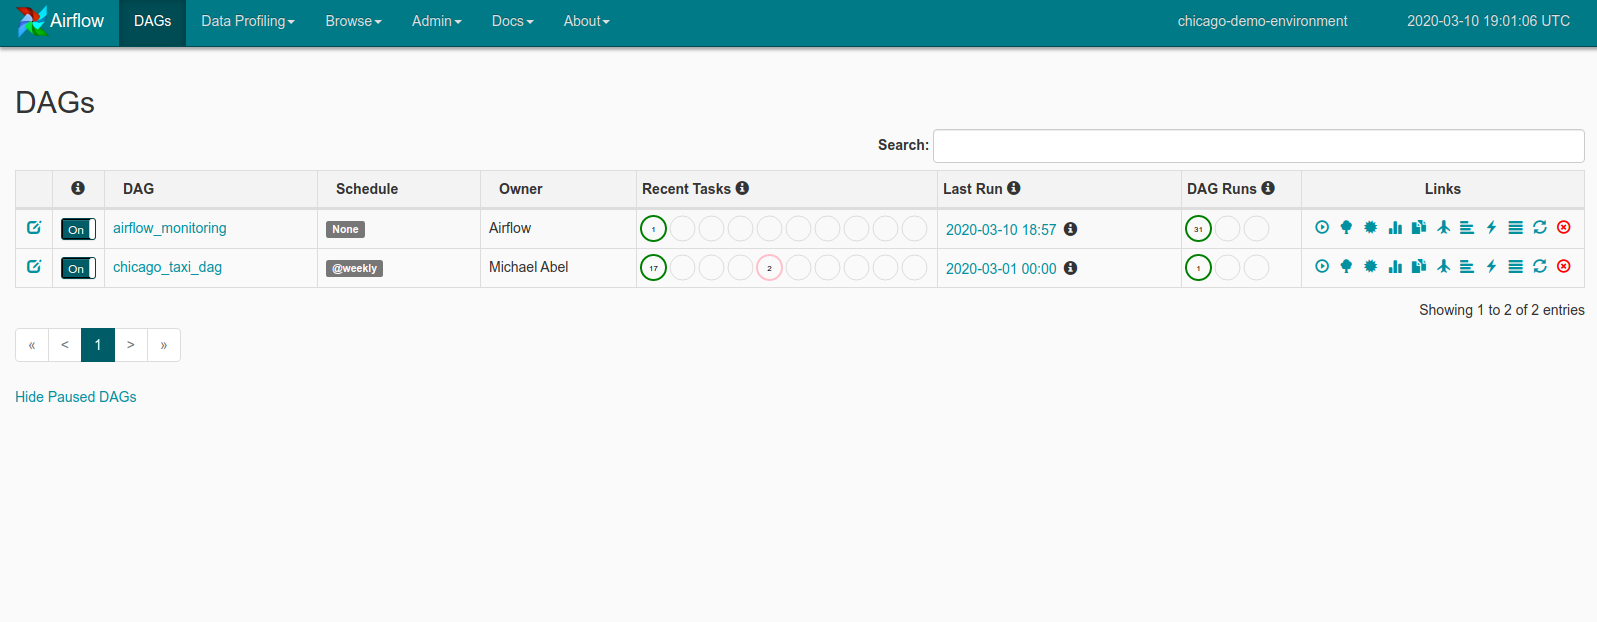 Airflow DAGs Data Profiling Browse Admin Docs About chicago-demo-environment 2020-03-10 19:01:06 UTC
DAGs
Search:
DAG Schedule Owner Recent Tasks Last Run DAG Runs Links
On airflow_monitoring None Airflow 1 2020-03-10 18:57 31
On chicago_taxi_dag @weekly Michael Abel 17 2 2020-03-01 00:00 1
Showing 1 to 2 of 2 entries
« < 1 > »
Hide Paused DAGs